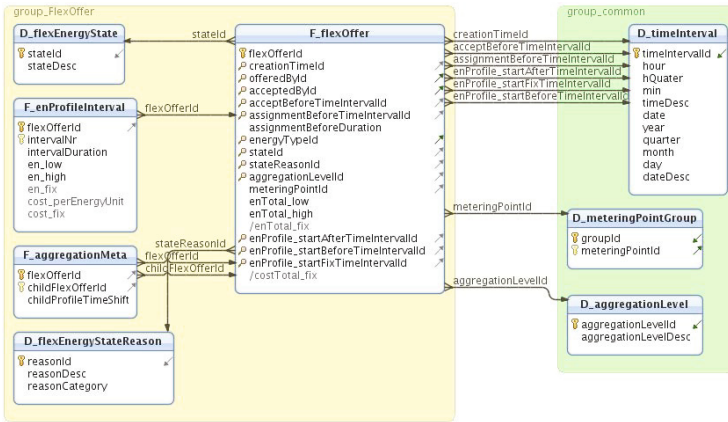 group_FlexOffer
D_flexEnergyState
stateId
stateDesc
stateId
F_enProfileInterval
flexOfferId
intervalNr
intervalDuration
en_low
en_high
en_fix
cost_perEnergyUnit
cost_fix
flexOfferId
F_aggregationMeta
flexOfferId
childFlexOfferId
childProfileTimeShift
stateReasonId
flexOfferId
childFlexOfferId
D_flexEnergyStateReason
reasonId
reasonDesc
reasonCategory
F_flexOffer
flexOfferId
creationTimeId
offeredById
acceptedById
acceptBeforeTimeIntervalId
assignmentBeforeTimeIntervalId
assignmentBeforeDuration
energyTypeId
stateId
stateReasonId
aggregationLevelId
meteringPointId
enTotal_low
enTotal_high
/enTotal_fix
enProfile_startAfterTimeIntervalId
enProfile_startBeforeTimeIntervalId
enProfile_startFixTimeIntervalId
/costTotal_fix
creationTimeId
acceptBeforeTimeIntervalId
assignmentBeforeTimeIntervalId
enProfile_startAfterTimeIntervalId
enProfile_startFixTimeIntervalId
enProfile_startBeforeTimeIntervalId
meteringPointId
aggregationLevelId
group_common
D_timeInterval
timeIntervalId
hour
hQuater
min
timeDesc
date
year
quarter
month
day
dateDesc
D_meteringPointGroup
groupId
meteringPointId
D_aggregationLevel
aggregationLevelId
aggregationLevelDesc